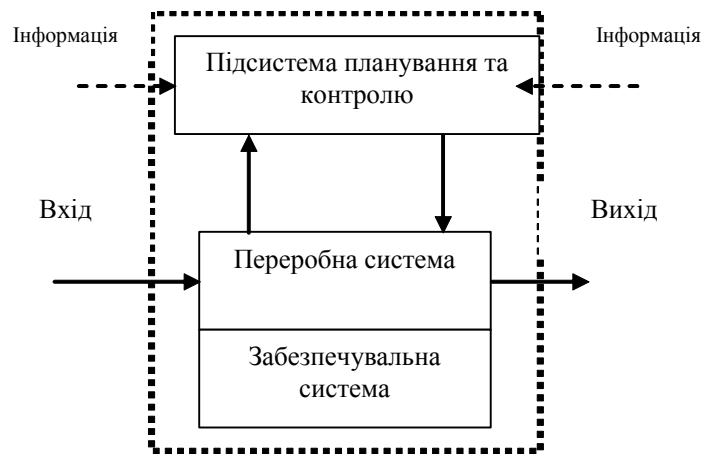 Інформація
Інформація
Підсистема планування та
контролю
Вхід
Вихід
Переробна система
Забезпечувальна
система